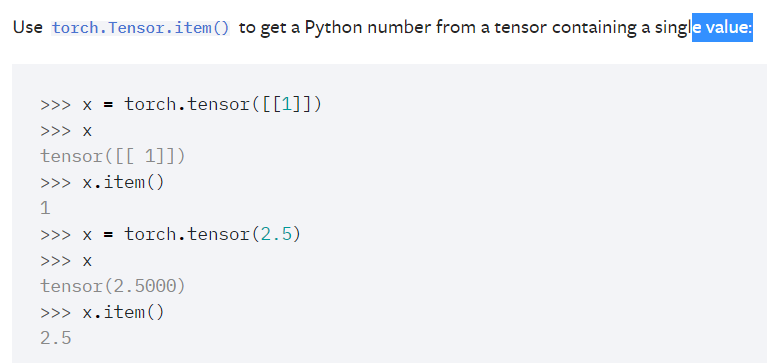 Use torch.Tensor.item() to get a Python number from a tensor containing a single value:
>>> x = torch.tensor([[1]])
>>> x
tensor([[ 1]])
>>> x.item()
1
>>> x = torch.tensor(2.5)
>>> x
tensor(2.5000)
>>> x.item()
2.5